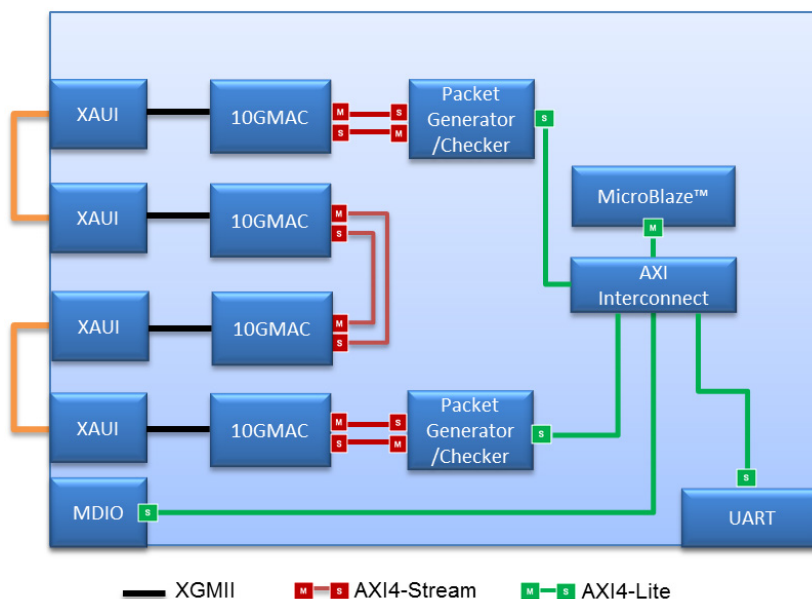 XAUI
10GMAC
M
S
S
M
Packet
Generator
/Checker
S
XAUI
10GMAC
M
S
MicroBlaze™
M
AXI
Interconnect
XAUI
10GMAC
M
S
XAUI
10GMAC
M
S
S
M
Packet
Generator
/Checker
S
MDIO
S
S
UART
XGMII
M
S
AXI4-Stream
M
S
AXI4-Lite